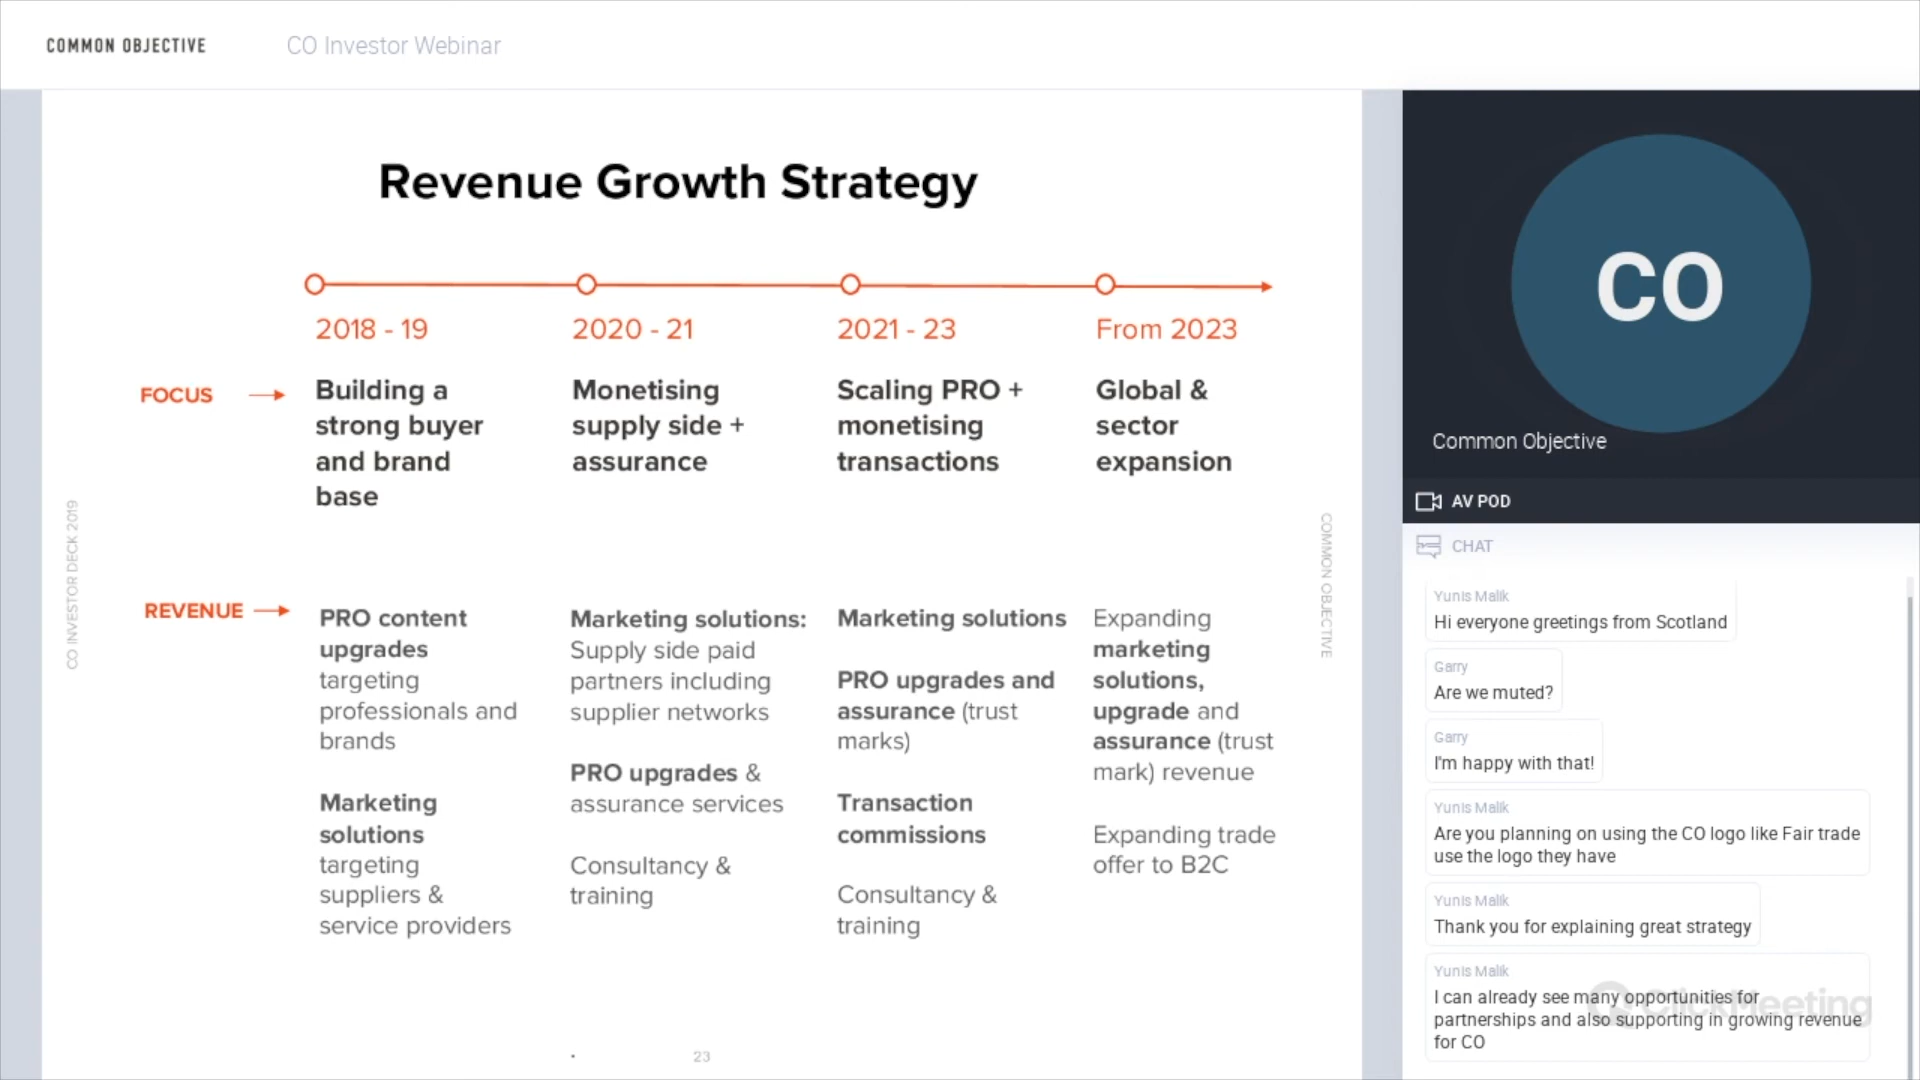 COMMON OBJECTIVE
CO Investor Webinar
Revenue Growth Strategy
2018 - 19
2020 - 21
2021 - 23
From 2023
FOCUS
Building a
strong buyer
and brand
base
Monetising
supply side +
assurance
Scaling PRO +
monetising
transactions
Global &
sector
expansion
REVENUE
PRO content
upgrades
targeting
professionals and
brands
Marketing
solutions
targeting
suppliers &
service providers
Marketing solutions:
Supply side paid
partners including
supplier networks
PRO upgrades &
assurance services
Consultancy &
training
Marketing solutions
PRO upgrades and
assurance (trust
marks)
Transaction
commissions
Consultancy &
training
Expanding
marketing
solutions,
upgrade and
assurance (trust
mark) revenue
Expanding trade
offer to B2C
CO INVESTOR DECK 2019
COMMON OBJECTIVE
23
CO
Common Objective
AV POD
CHAT
Yunis Malik
Hi everyone greetings from Scotland
Garry
Are we muted?
Garry
I'm happy with that!
Yunis Malik
Are you planning on using the CO logo like Fair trade
use the logo they have
Yunis Malik
Thank you for explaining great strategy
Yunis Malik
I can already see many opportunities for
partnerships and also supporting in growing revenue
for CO
ClickMeeting